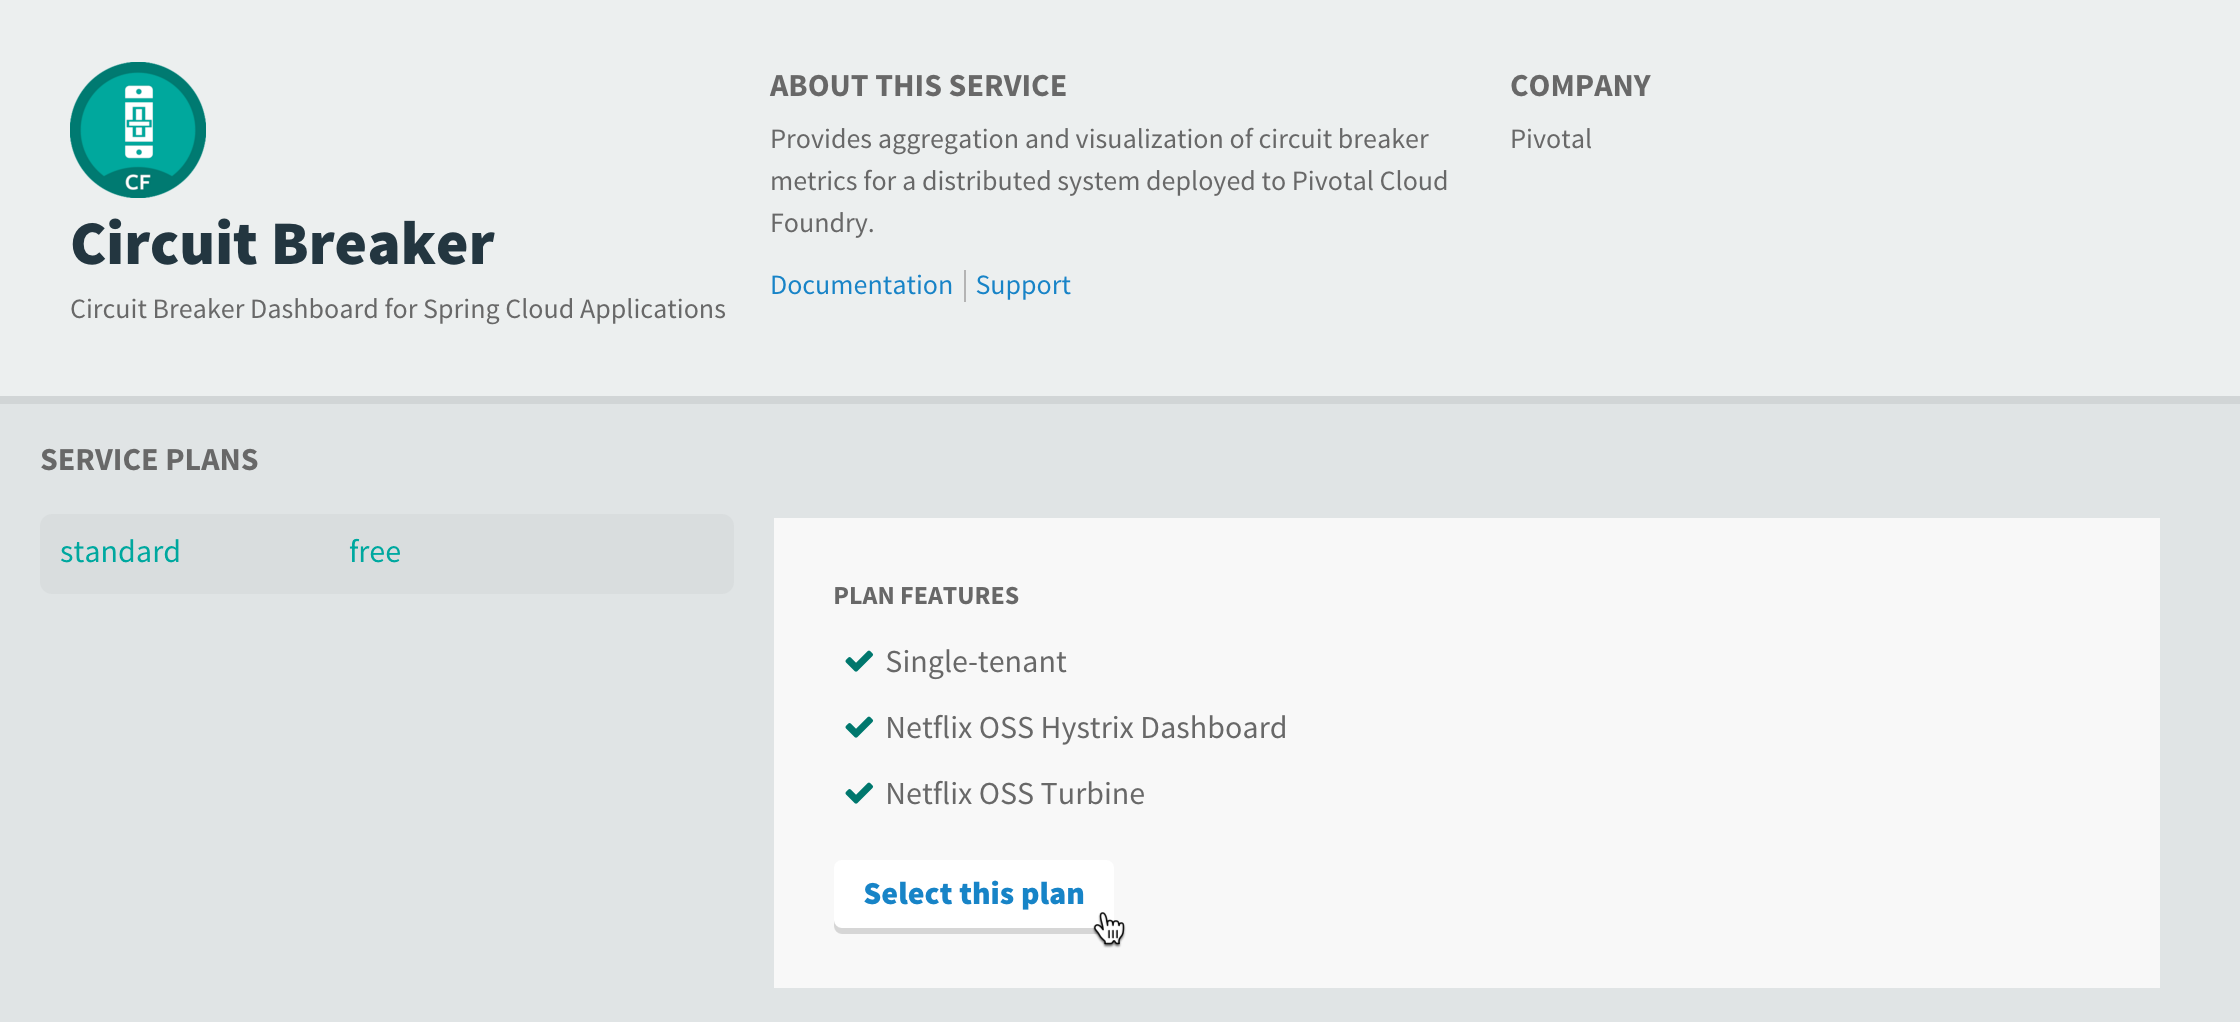 CF
Circuit Breaker
Circuit Breaker Dashboard for Spring Cloud Applications
ABOUT THIS SERVICE
Provides aggregation and visualization of circuit breaker
metrics for a distributed system deployed to Pivotal Cloud
Foundry.
Documentation | Support
COMPANY
Pivotal
SERVICE PLANS
standard free
PLAN FEATURES
Single-tenant
Netflix OSS Hystrix Dashboard
Netflix OSS Turbine
Select this plan